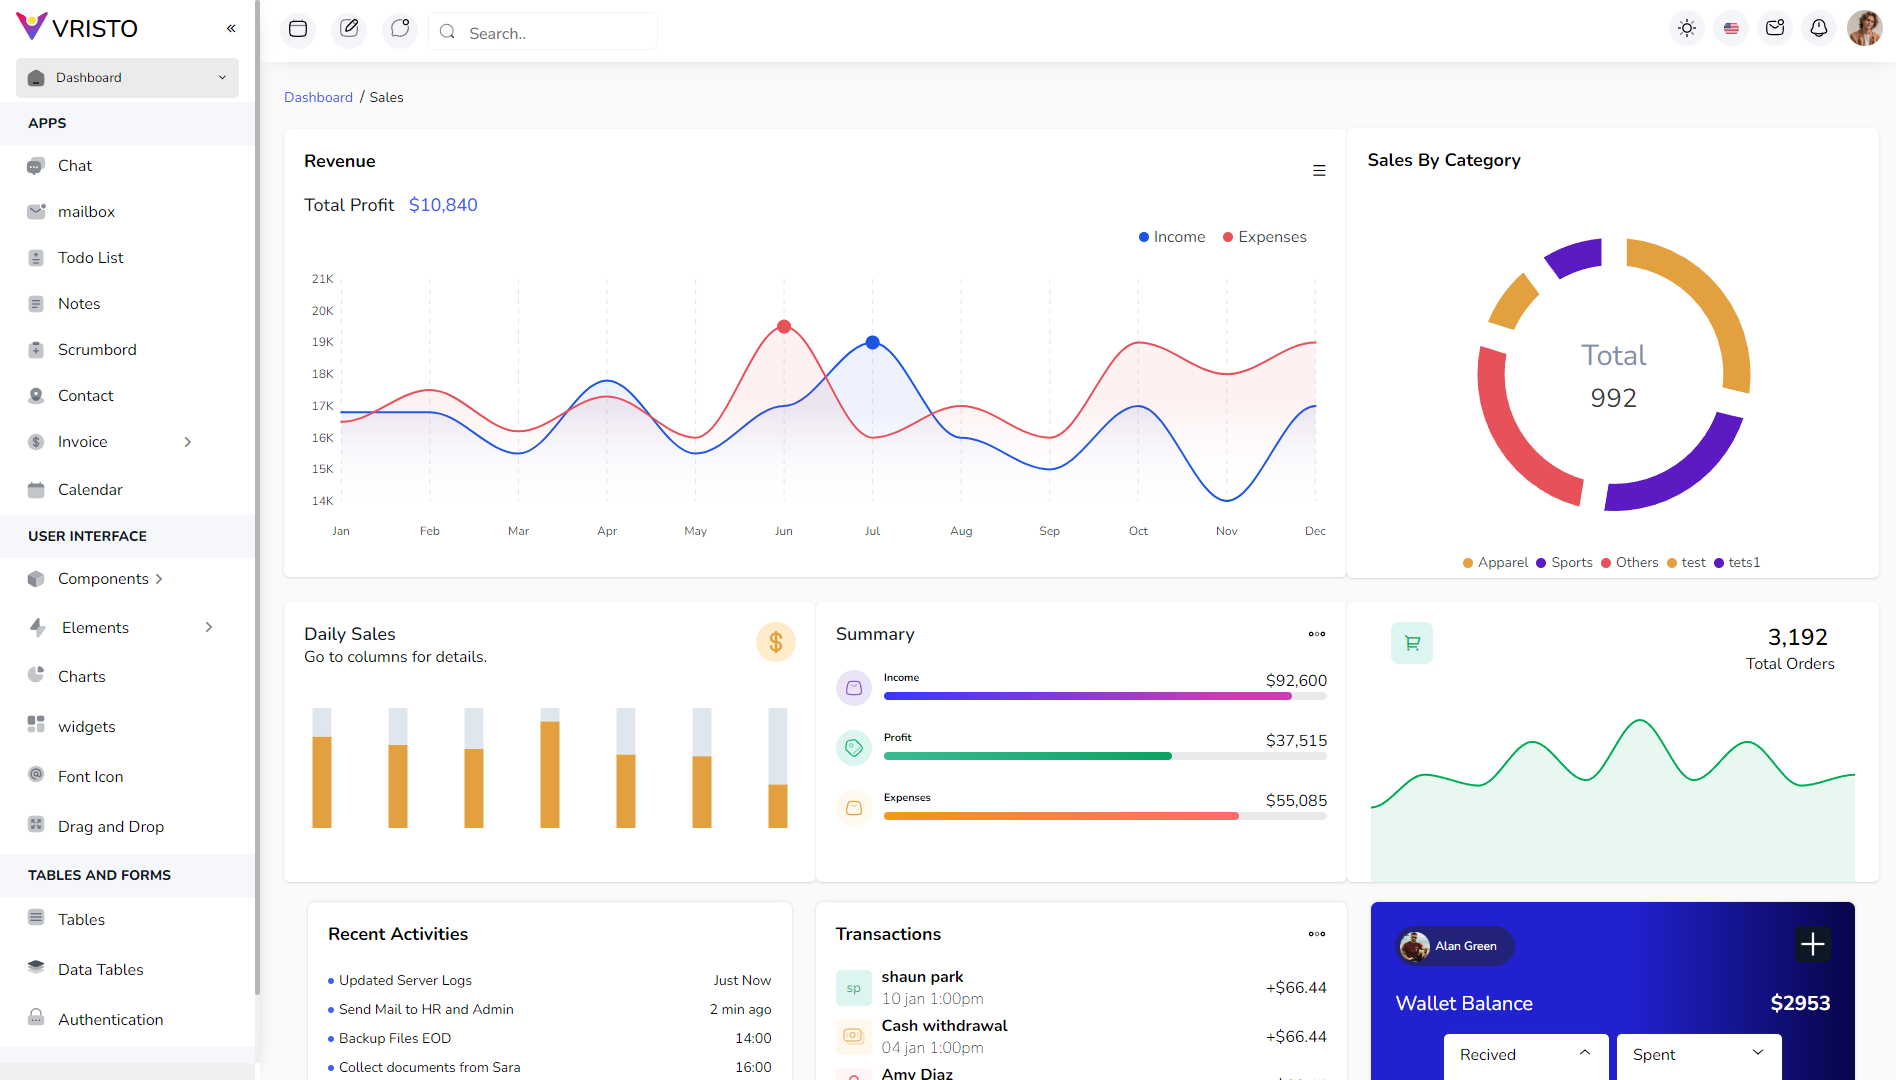 VRISTO
«
Dashboard
APPS
Chat
mailbox
Todo List
Notes
Scrumbord
Contact
Invoice
Calendar
USER INTERFACE
Components
Elements
Charts
widgets
Font Icon
Drag and Drop
TABLES AND FORMS
Tables
Data Tables
Authentication
Search..
Dashboard / Sales
Revenue
Total Profit $10,840
Income Expenses
21K
20K
19K
18K
17K
16K
15K
14K
Jan Feb Mar Apr May Jun Jul Aug Sep Oct Nov Dec
Sales By Category
Total
992
Apparel Sports Others test tets1
Daily Sales
Go to columns for details.
$
Summary
Income $92,600
Profit $37,515
Expenses $55,085
3,192
Total Orders
Recent Activities
Updated Server Logs Just Now
Send Mail to HR and Admin 2 min ago
Backup Files EOD 14:00
Collect documents from Sara 16:00
Transactions
sp
shaun park
10 jan 1:00pm
+$66.44
Cash withdrawal
04 jan 1:00pm
+$66.44
Amy Diaz
Alan Green
Wallet Balance $2953
Recived
Spent